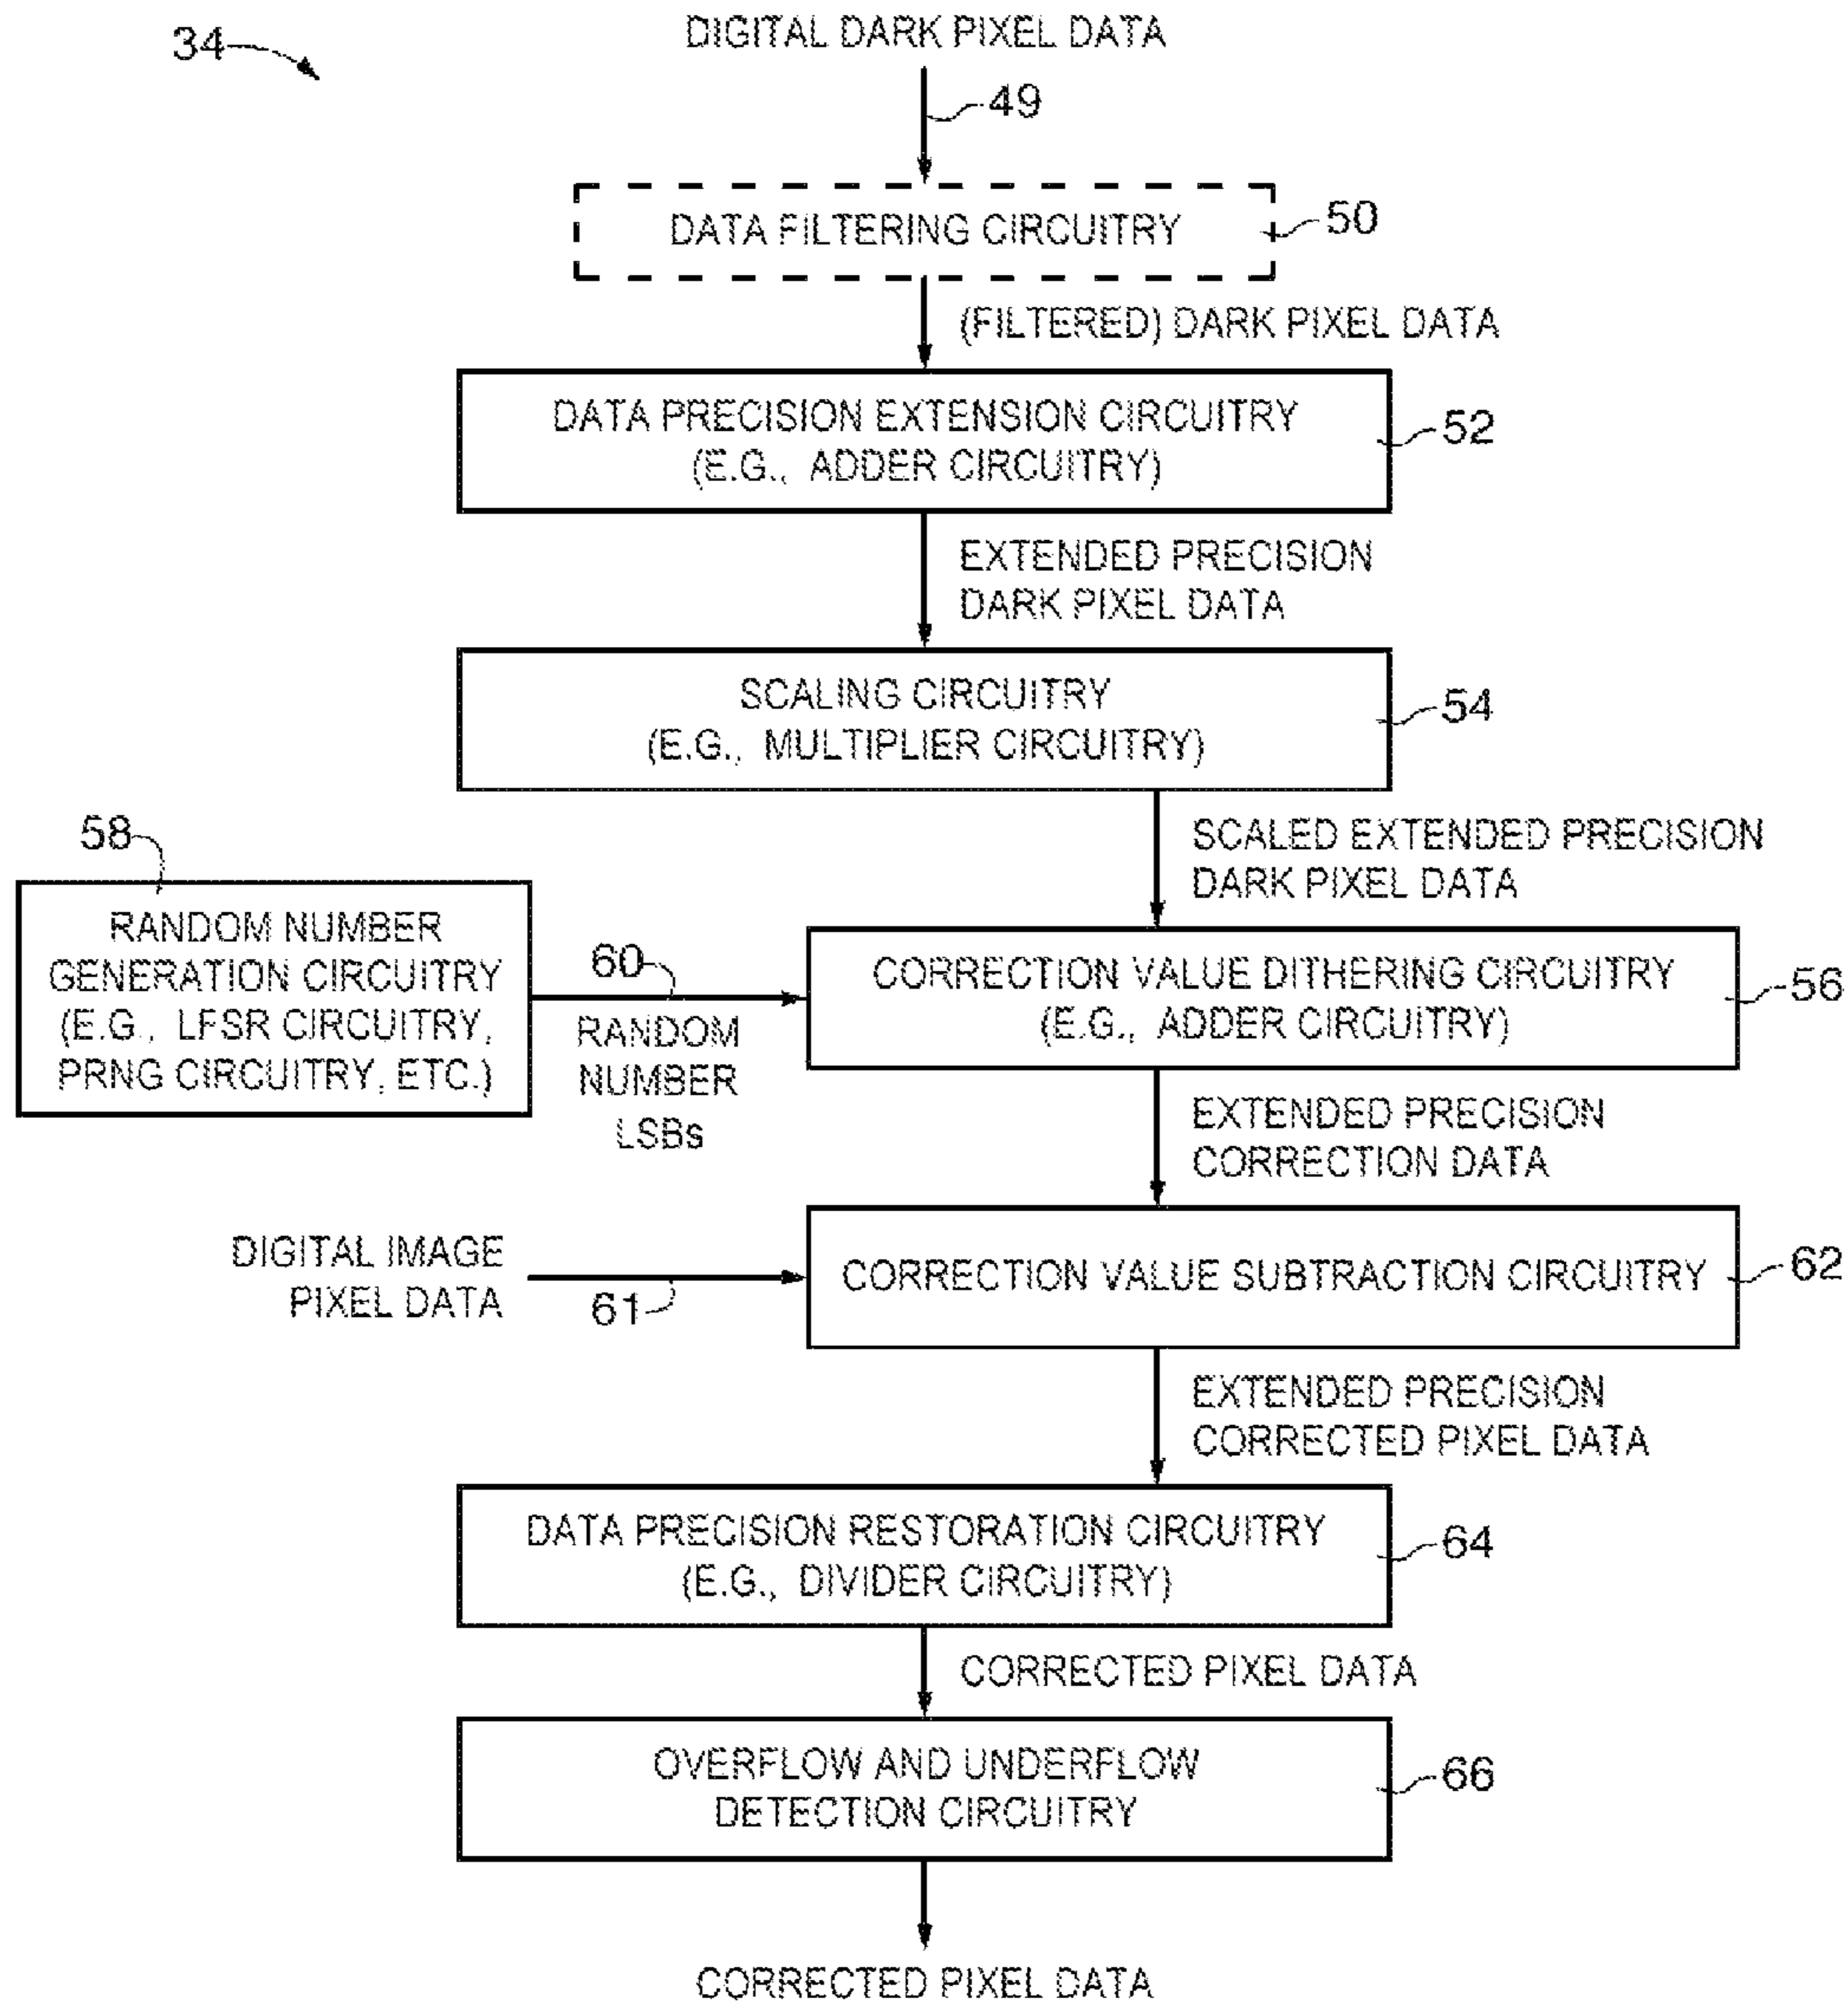 34
DIGITAL DARK PIXEL DATA
49
DATA FILTERING CIRCUITRY
50
(FILTERED) DARK PIXEL DATA
DATA PRECISION EXTENSION CIRCUITRY
(E.G., ADDER CIRCUITRY)
52
EXTENDED PRECISION
DARK PIXEL DATA
SCALING CIRCUITRY
(E.G., MULTIPLIER CIRCUITRY)
54
SCALED EXTENDED PRECISION
DARK PIXEL DATA
58
RANDOM NUMBER
GENERATION CIRCUITRY
(E.G., LFSR CIRCUITRY,
PRNG CIRCUITRY, ETC.)
60
RANDOM
NUMBER
LSBs
CORRECTION VALUE DITHERING CIRCUITRY
(E.G., ADDER CIRCUITRY)
56
EXTENDED PRECISION
CORRECTION DATA
DIGITAL IMAGE
PIXEL DATA
61
CORRECTION VALUE SUBTRACTION CIRCUITRY
62
EXTENDED PRECISION
CORRECTED PIXEL DATA
DATA PRECISION RESTORATION CIRCUITRY
(E.G., DIVIDER CIRCUITRY)
64
CORRECTED PIXEL DATA
OVERFLOW AND UNDERFLOW
DETECTION CIRCUITRY
66
CORRECTED PIXEL DATA